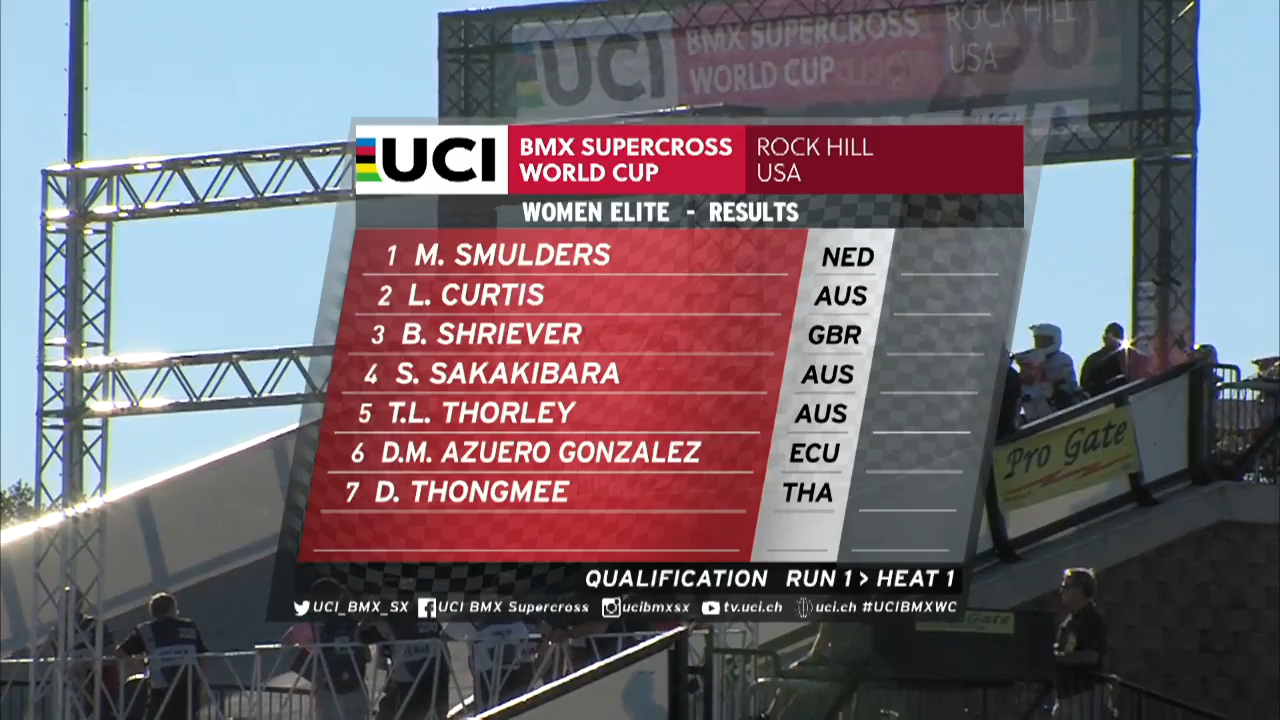 UCI BMX SUPERCROSS WORLD CUP ROCK HILL USA
UCI
BMX SUPERCROSS
WORLD CUP
ROCK HILL
USA
WOMEN ELITE - RESULTS
1 M. SMULDERS NED
2 L. CURTIS AUS
3 B. SHRIEVER GBR
4 S. SAKAKIBARA AUS
5 T.L. THORLEY AUS
6 D.M. AZUERO GONZALEZ ECU
7 D. THONGMEE THA
Pro Gate
QUALIFICATION RUN 1 > HEAT 1
UCI_BMX_SX UCI BMX Supercross ucibmxsx tv.uci.ch uci.ch #UCIBMXWC